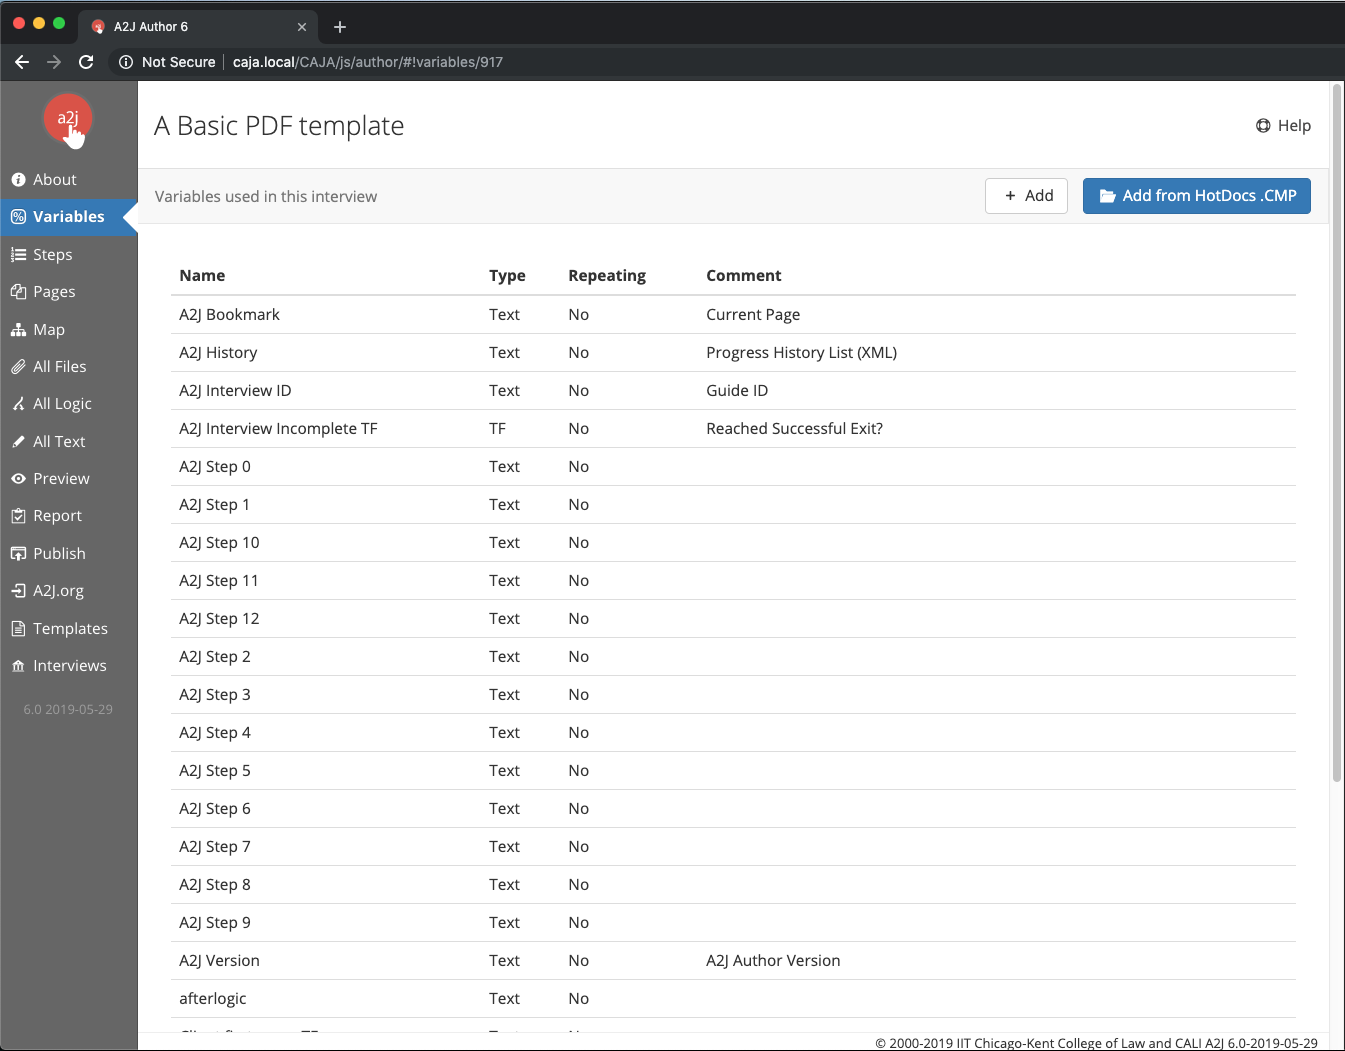 A2J Author 6
Not Secure caja.local/CAJA/js/author/#!variables/917
a2j
A Basic PDF template
Help
About
Variables
Steps
Pages
Map
All Files
All Logic
All Text
Preview
Report
Publish
A2J.org
Templates
Interviews
6.0 2019-05-29
Variables used in this interview
+ Add
Add from HotDocs .CMP
Name Type Repeating Comment
A2J Bookmark Text No Current Page
A2J History Text No Progress History List (XML)
A2J Interview ID Text No Guide ID
A2J Interview Incomplete TF TF No Reached Successful Exit?
A2J Step 0 Text No
A2J Step 1 Text No
A2J Step 10 Text No
A2J Step 11 Text No
A2J Step 12 Text No
A2J Step 2 Text No
A2J Step 3 Text No
A2J Step 4 Text No
A2J Step 5 Text No
A2J Step 6 Text No
A2J Step 7 Text No
A2J Step 8 Text No
A2J Step 9 Text No
A2J Version Text No A2J Author Version
afterlogic Text No
© 2000-2019 IIT Chicago-Kent College of Law and CALI A2J 6.0-2019-05-29